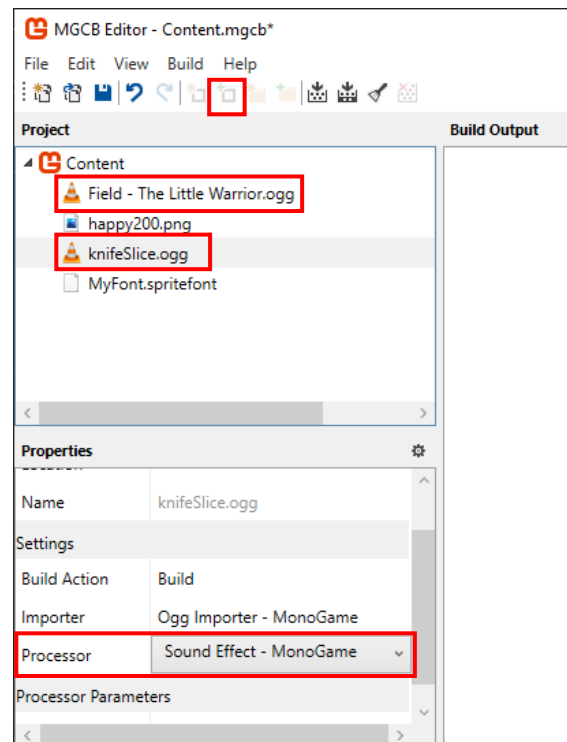 MGCB Editor - Content.mgcb*
File Edit View Build Help
Project
Build Output
Content
Field - The Little Warrior.ogg
happy200.png
knifeSlice.ogg
MyFont.spritefont
Properties
Name knifeSlice.ogg
Settings
Build Action Build
Importer Ogg Importer - MonoGame
Processor Sound Effect - MonoGame
Processor Parameters